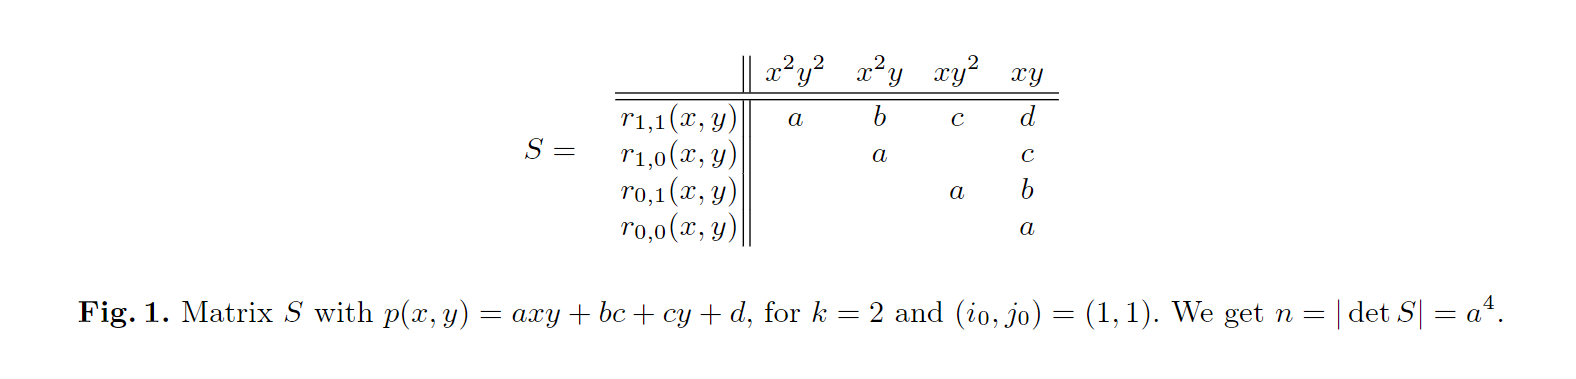 x²y² x²y xy² xy
r₁,₁(x, y) a b c d
S =
r₁,₀(x, y) a c
r₀,₁(x, y) a b
r₀,₀(x, y) a
Fig. 1. Matrix S with p(x, y) = axy + bc + cy + d, for k = 2 and (i₀, j₀) = (1, 1). We get n = | det S| = a⁴.